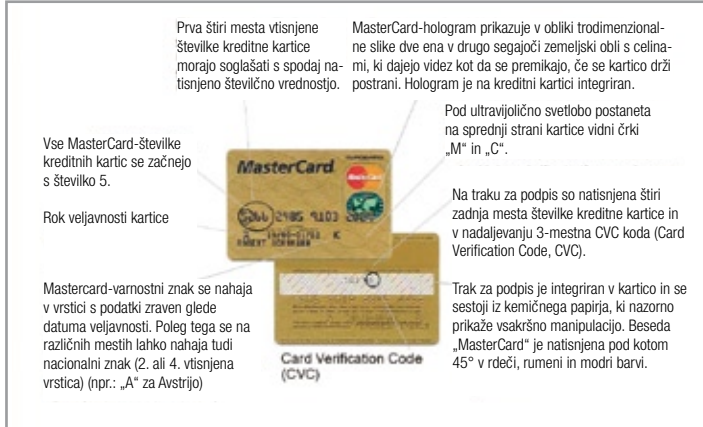 Prva štiri mesta vtisnjene
številke kreditne kartice
morajo soglašati s spodaj na-
tisnjeno številčno vrednostjo.
MasterCard-hologram prikazuje v obliki trodimenzional-
ne slike dve ena v drugo segajoči zemeljski obli s celina-
mi, ki dajejo videz kot da se premikajo, če se kartico drži
postrani. Hologram je na kreditni kartici integriran.
Pod ultravijolično svetlobo postaneta
na sprednji strani kartice vidni črki
„M“ in „C“.
Vse MasterCard-številke
kreditnih kartic se začnejo
s številko 5.
Rok veljavnosti kartice
MasterCard
MasterCard
Na traku za podpis so natisnjena štiri
zadnja mesta številke kreditne kartice in
v nadaljevanju 3-mestna CVC koda (Card
Verification Code, CVC).
Mastercard-varnostni znak se nahaja
v vrstici s podatki zraven glede
datuma veljavnosti. Poleg tega se na
različnih mestih lahko nahaja tudi
nacionalni znak (2. ali 4. vtisnjena
vrstica) (npr.: „A“ za Avstrijo)
Trak za podpis je integriran v kartico in se
sestoji iz kemičnega papirja, ki nazorno
prikaže vsakršno manipulacijo. Beseda
„MasterCard“ je natisnjena pod kotom
45° v rdeči, rumeni in modri barvi.
Card Verification Code
(CVC)